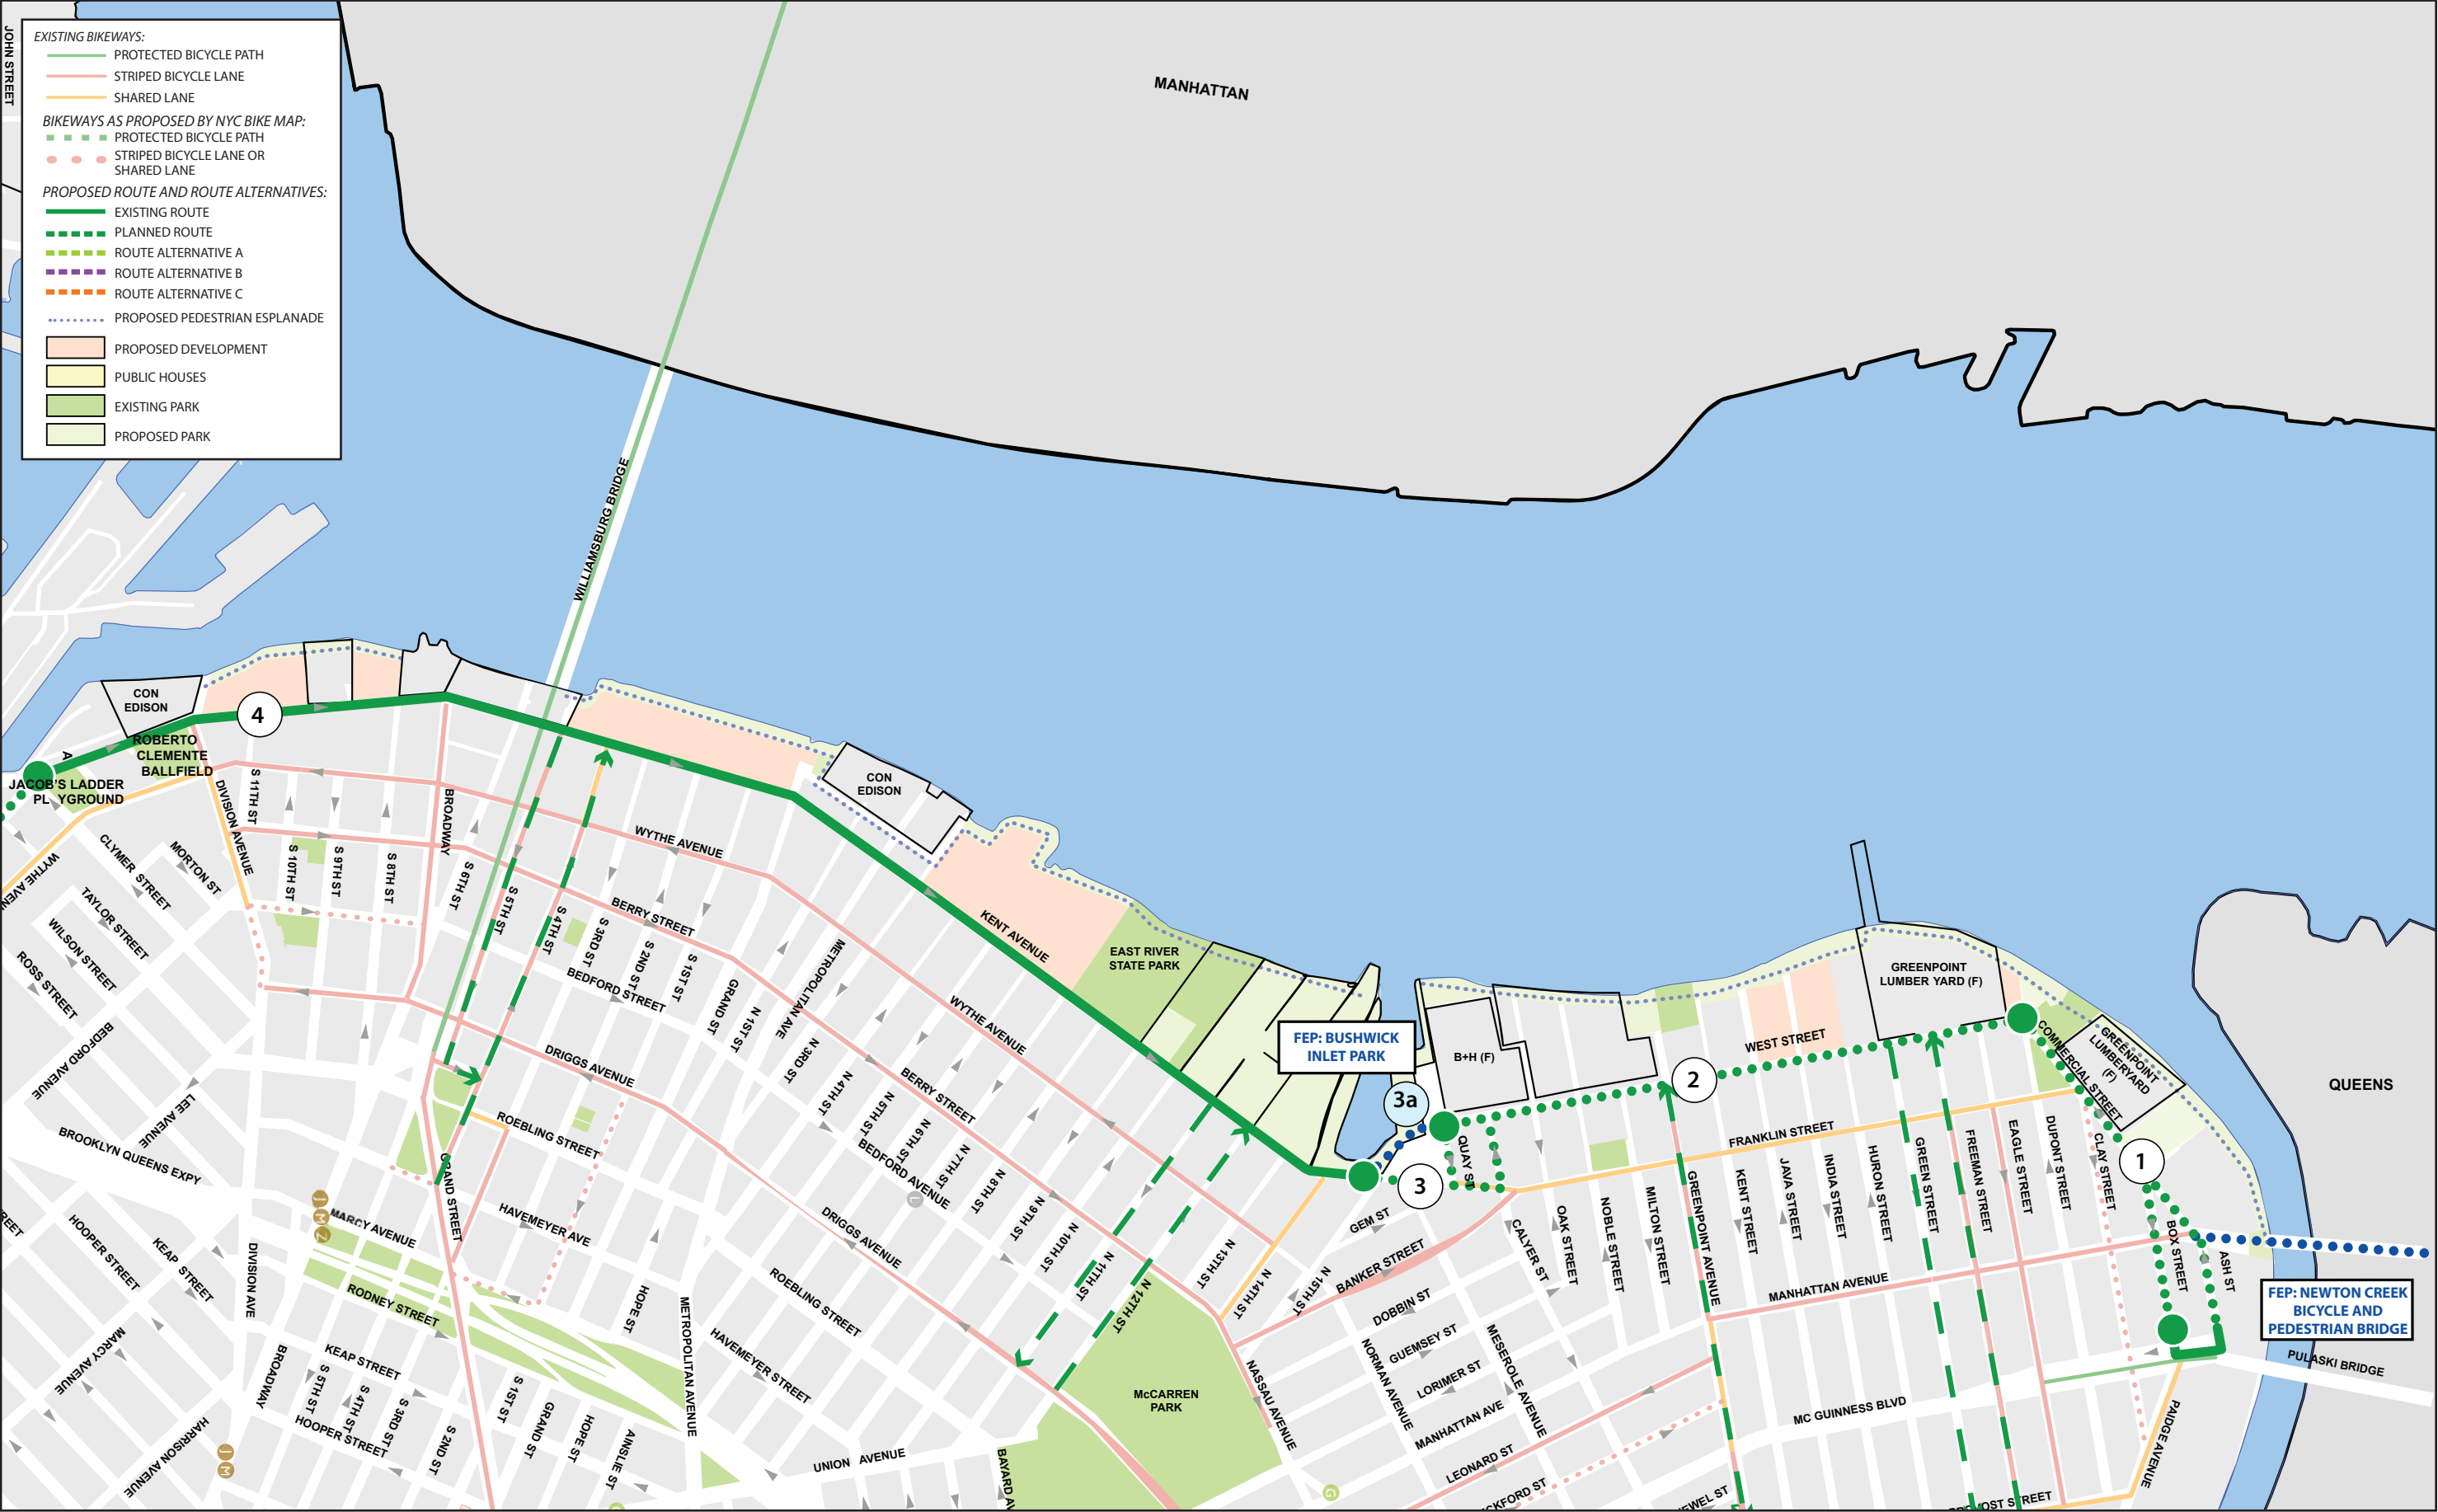 JOHN STREET
EXISTING BIKEWAYS:
PROTECTED BICYCLE PATH
STRIPED BICYCLE LANE
SHARED LANE
BIKEWAYS AS PROPOSED BY NYC BIKE MAP:
PROTECTED BICYCLE PATH
STRIPED BICYCLE LANE OR
SHARED LANE
PROPOSED ROUTE AND ROUTE ALTERNATIVES:
EXISTING ROUTE
PLANNED ROUTE
ROUTE ALTERNATIVE A
ROUTE ALTERNATIVE B
ROUTE ALTERNATIVE C
PROPOSED PEDESTRIAN ESPLANADE
PROPOSED DEVELOPMENT
PUBLIC HOUSES
EXISTING PARK
PROPOSED PARK
MANHATTAN
WILLIAMSBURG BRIDGE
CON
EDISON
4
ROBERTO
CLEMENTE
BALLFIELD
A
JACOB'S LADDER
PL YGROUND
CON
EDISON
KENT AVENUE
EAST RIVER
STATE PARK
FEP: BUSHWICK
INLET PARK
B+H (F)
3a
3
2
1
GREENPOINT
LUMBER YARD (F)
GREENPOINT
LUMBERYARD
(F)
COMMERCIAL STREET
QUEENS
WEST STREET
FRANKLIN STREET
MANHATTAN AVENUE
MC GUINNESS BLVD
FEP: NEWTON CREEK
BICYCLE AND
PEDESTRIAN BRIDGE
PULASKI BRIDGE
PAIDGE AVENUE
WYTHE AVENUE
CLYMER STREET
MORTON ST
TAYLOR STREET
WILSON STREET
ROSS STREET
BEDFORD AVENUE
LEE AVENUE
BROOKLYN QUEENS EXPY
HOOPER STREET
KEAP STREET
MARCY AVENUE
HARRISON AVENUE
DIVISION AVENUE
S 11TH ST
S 10TH ST
S 9TH ST
S 8TH ST
BROADWAY
S 6TH ST
S 5TH ST
S 4TH ST
S 3RD ST
S 2ND ST
S 1ST ST
GRAND ST
N 1ST ST
METROPOLITAN AVE
N 3RD ST
N 4TH ST
N 5TH ST
N 6TH ST
N 7TH ST
N 8TH ST
N 9TH ST
N 10TH ST
N 11TH ST
N 12TH ST
N 13TH ST
N 14TH ST
N 15TH ST
WYTHE AVENUE
BERRY STREET
BEDFORD STREET
DRIGGS AVENUE
ROEBLING STREET
HAVEMEYER AVE
WYTHE AVENUE
BERRY STREET
BEDFORD AVENUE
L
DRIGGS AVENUE
ROEBLING STREET
HAVEMEYER STREET
GRAND STREET
J
M
Z
MARCY AVENUE
RODNEY STREET
KEAP STREET
HOOPER STREET
DIVISION AVE
BROADWAY
S 5TH ST
S 4TH ST
S 3RD ST
S 2ND ST
S 1ST ST
GRAND ST
HOPE ST
AINSLIE ST
HOPE ST
METROPOLITAN AVENUE
J
M
UNION AVENUE
BAYARD AV
McCARREN
PARK
NASSAU AVENUE
G
GEM ST
BANKER STREET
DOBBIN ST
GUEMSEY ST
LORIMER ST
MANHATTAN AVE
LEONARD ST
CKFORD ST
EWEL ST
NORMAN AVENUE
MESEROLE AVENUE
QUAY ST
CALYER ST
OAK STREET
NOBLE STREET
MILTON STREET
GREENPOINT AVENUE
KENT STREET
JAVA STREET
INDIA STREET
HURON STREET
GREEN STREET
FREEMAN STREET
EAGLE STREET
DUPONT STREET
CLAY STREET
BOX STREET
ASH ST